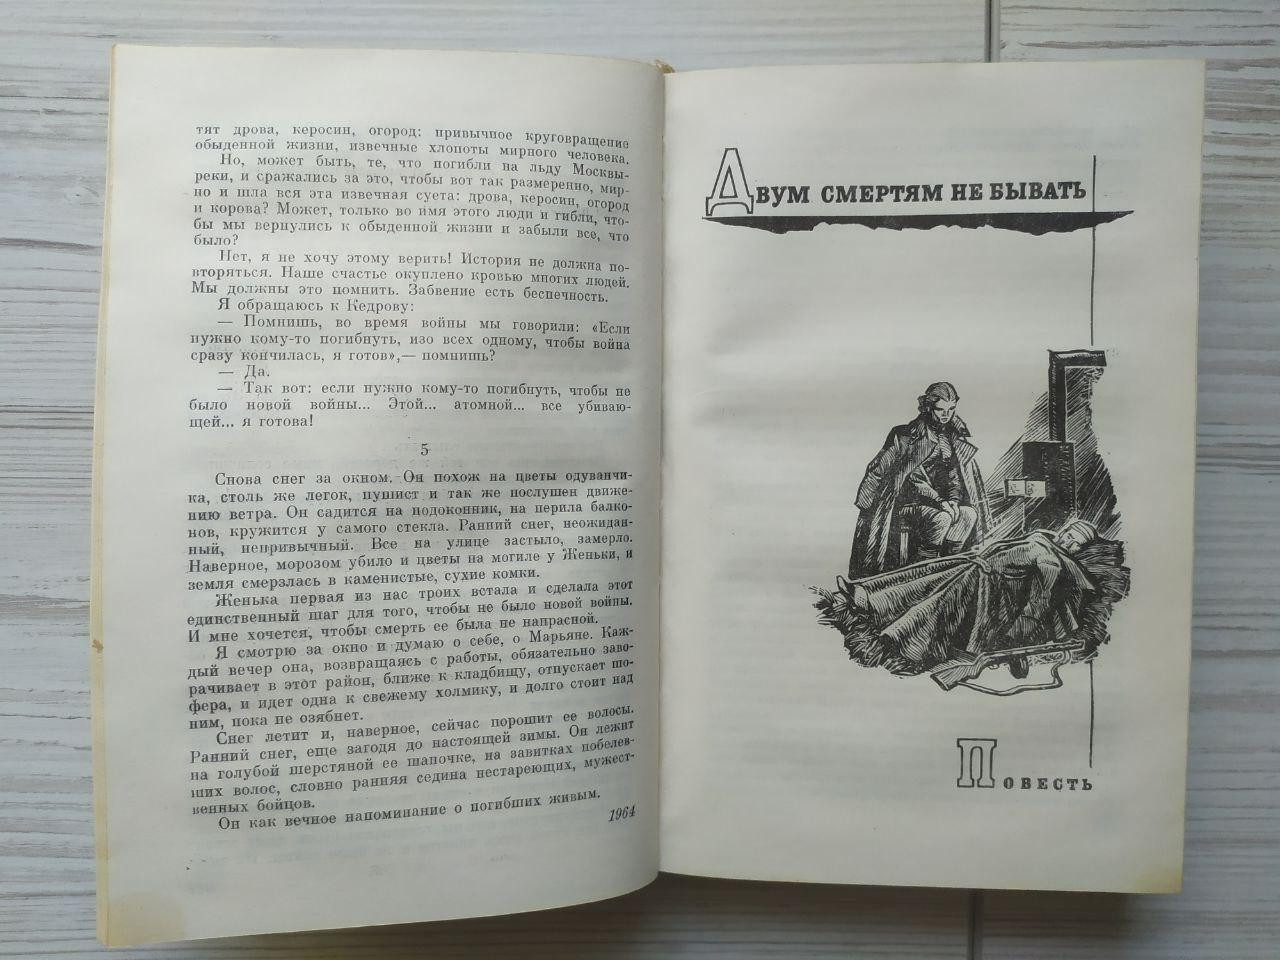 тят дрова, керосин, огород: привычное круговращение
обыденной жизни, извечные хлопоты мирного человека.
Но, может быть, те, что погибли на льду Москвы-
реки, и сражались за это, чтобы вот так размеренно, мир-
но и шла вся эта извечная суета: дрова, керосин, огород
и корова? Может, только во имя этого люди и гибли, что-
бы мы вернулись к обыденной жизни и забыли все, что
было?
Нет, я не хочу этому верить! История не должна по-
вторяться. Наше счастье окуплено кровью многих людей.
Мы должны это помнить. Забвение есть беспечность.
Я обращаюсь к Кедрову:
— Помнишь, во время войны мы говорили: «Если
нужно кому-то погибнуть, изо всех одному, чтобы война
сразу кончилась, я готов»,— помнишь?
— Да.
— Так вот: если нужно кому-то погибнуть, чтобы не
было новой войны... Этой... атомной... все убиваю-
щей... я готова!
5
Снова снег за окном. Он похож на цветы одуванчи-
ка, столь же легок, пушист и так же послушен движе-
нию ветра. Он садится на подоконник, на перила балко-
нов, кружится у самого стекла. Ранний снег, неожидан-
ный, непривычный. Все на улице застыло, замерло.
Наверное, морозом убило и цветы на могиле у Женьки, и
земля смерзлась в каменистые, сухие комки.
Женька первая из нас троих встала и сделала этот
единственный шаг для того, чтобы не было новой войны.
И мне хочется, чтобы смерть ее была не напрасной.
Я смотрю за окно и думаю о себе, о Марьяне. Каж-
дый вечер она, возвращаясь с работы, обязательно заво-
рачивает в этот район, ближе к кладбищу, отпускает шо-
фера, и идет одна к свежему холмику, и долго стоит над
ним, пока не озябнет.
Снег летит и, наверное, сейчас порошит ее волосы.
Ранний снег, еще загодя до настоящей зимы. Он лежит
на голубой шерстяной ее шапочке, на завитках побелев-
ших волос, словно ранняя седина нестареющих, мужест-
венных бойцов.
Он как вечное напоминание о погибших живым.
1964
Двум смертям не бывать
Повесть